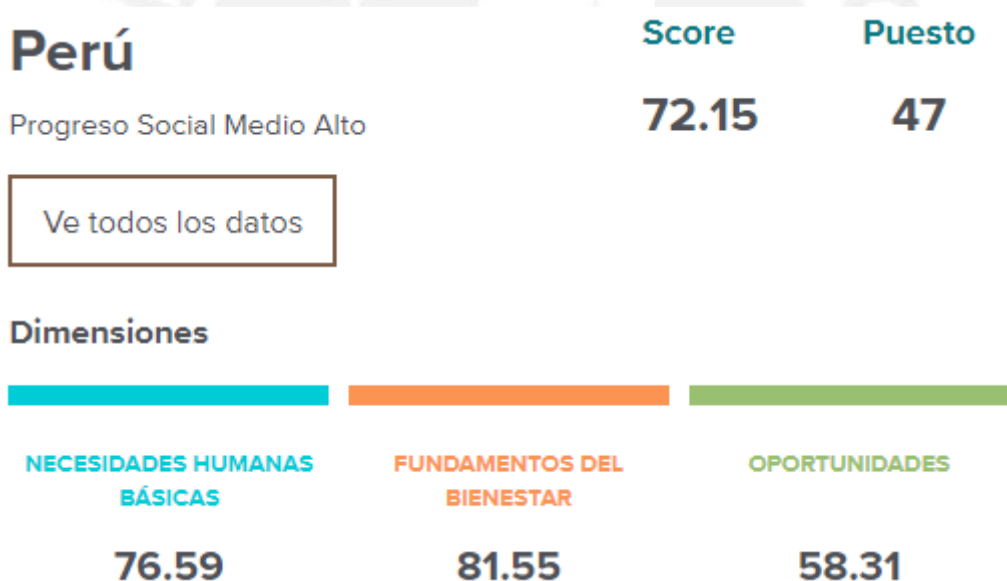 Perú
Score
Puesto
Progreso Social Medio Alto
72.15
47
Ve todos los datos
Dimensiones
NECESIDADES HUMANAS
BÁSICAS
FUNDAMENTOS DEL
BIENESTAR
OPORTUNIDADES
76.59
81.55
58.31